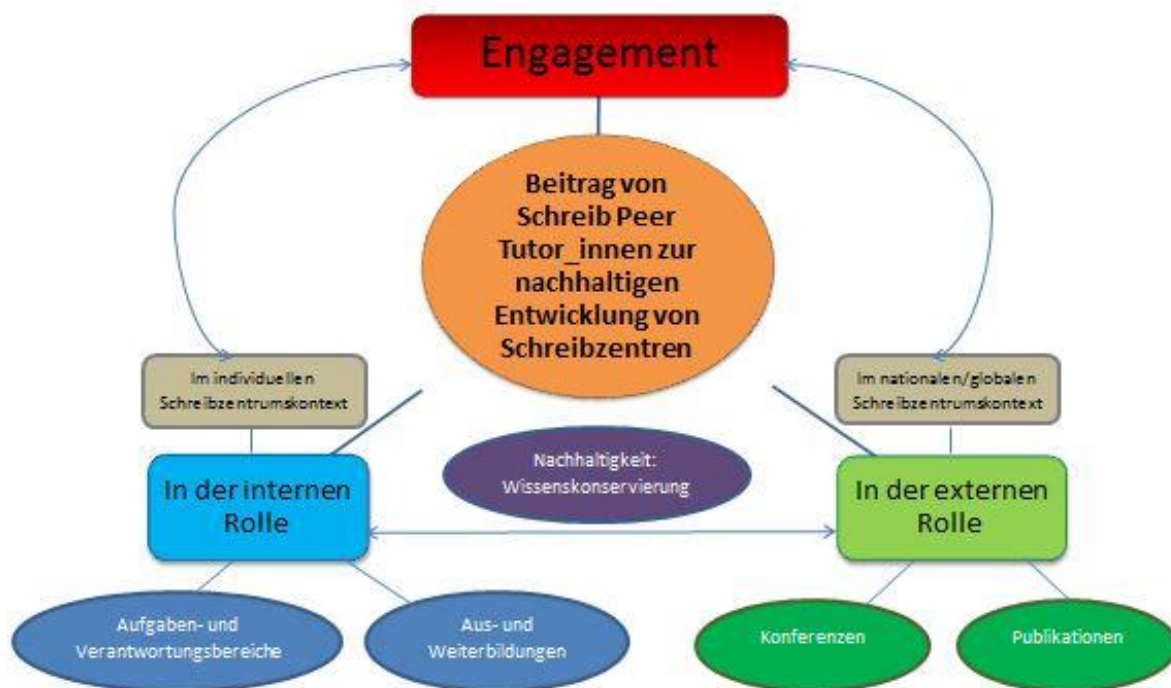 Engagement
Beitrag von
Schreib Peer
Tutor_innen zur
nachhaltigen
Entwicklung von
Schreibzentren
Im individuellen
Schreibzentrumskontext
Im nationalen/globalen
Schreibzentrumskontext
Nachhaltigkeit:
Wissenskonservierung
In der internen
Rolle
In der externen
Rolle
Aufgaben- und
Verantwortungsbereiche
Aus- und
Weiterbildungen
Konferenzen
Publikationen